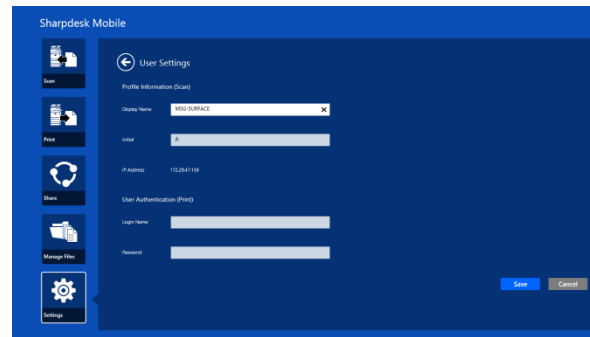 Sharpdesk Mobile
Scan
Print
Share
Manage Files
Settings
User Settings
Profile Information (Scan)
Display Name MSG-SURFACE
Initial A
IP Address 172.29.47.159
User Authentication (Print)
Login Name
Password
Save Cancel